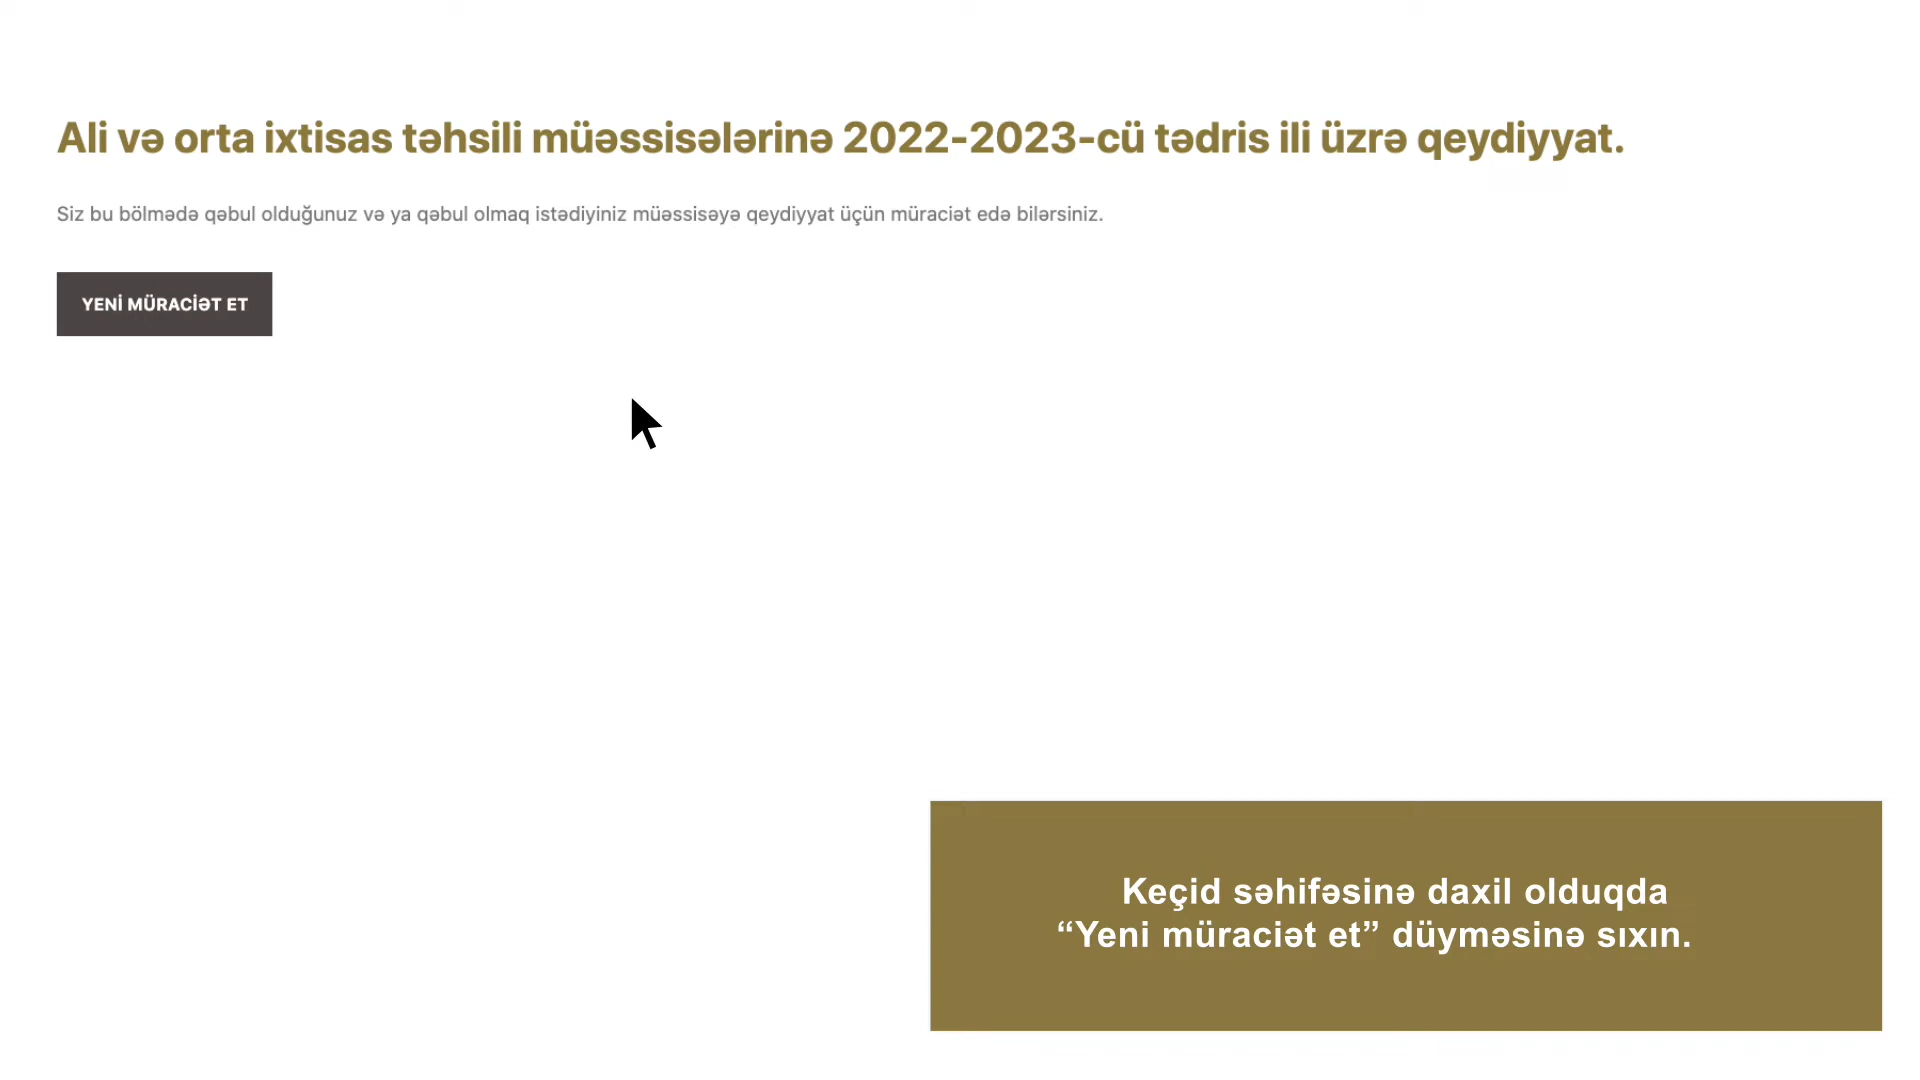 Ali və orta ixtisas təhsili müəssisələrinə 2022-2023-cü tədris ili üzrə qeydiyyat.
Siz bu bölmədə qəbul olduğunuz və ya qəbul olmaq istədiyiniz müəssisəyə qeydiyyat üçün müraciət edə bilərsiniz.
YENİ MÜRACİƏT ET
Keçid səhifəsinə daxil olduqda
“Yeni müraciət et” düyməsinə sıxın.